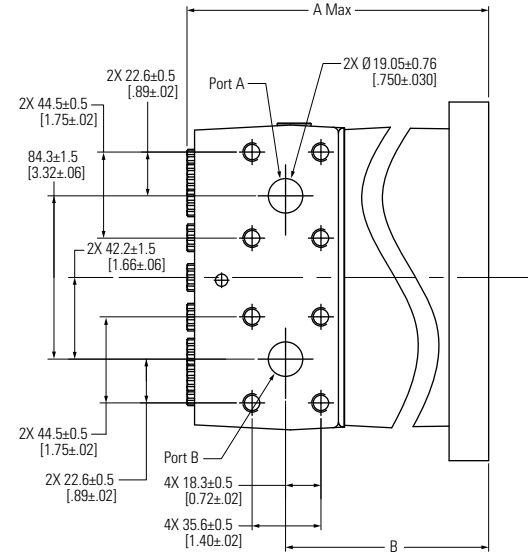 A Max
2X Ø 19.05±0.76
[.750±.030]
2X 22.6±0.5
[.89±.02]
Port A
2X 44.5±0.5
[1.75±.02]
84.3±1.5
[3.32±.06]
2X 42.2±1.5
[1.66±.06]
2X 44.5±0.5
[1.75±.02]
Port B
2X 22.6±0.5
[.89±.02]
4X 18.3±0.5
[0.72±.02]
4X 35.6±0.5
[1.40±.02]
B